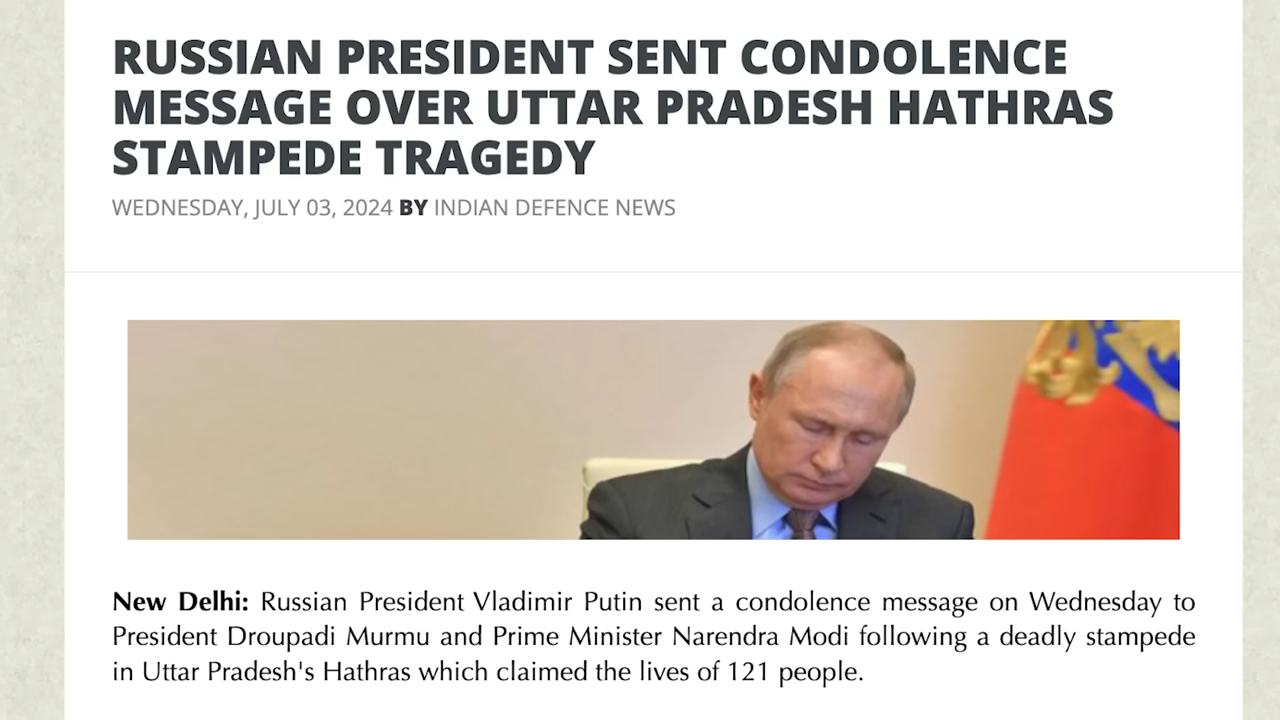 RUSSIAN PRESIDENT SENT CONDOLENCE
MESSAGE OVER UTTAR PRADESH HATHRAS
STAMPEDE TRAGEDY
WEDNESDAY, JULY 03, 2024 BY INDIAN DEFENCE NEWS
New Delhi: Russian President Vladimir Putin sent a condolence message on Wednesday to
President Droupadi Murmu and Prime Minister Narendra Modi following a deadly stampede
in Uttar Pradesh's Hathras which claimed the lives of 121 people.